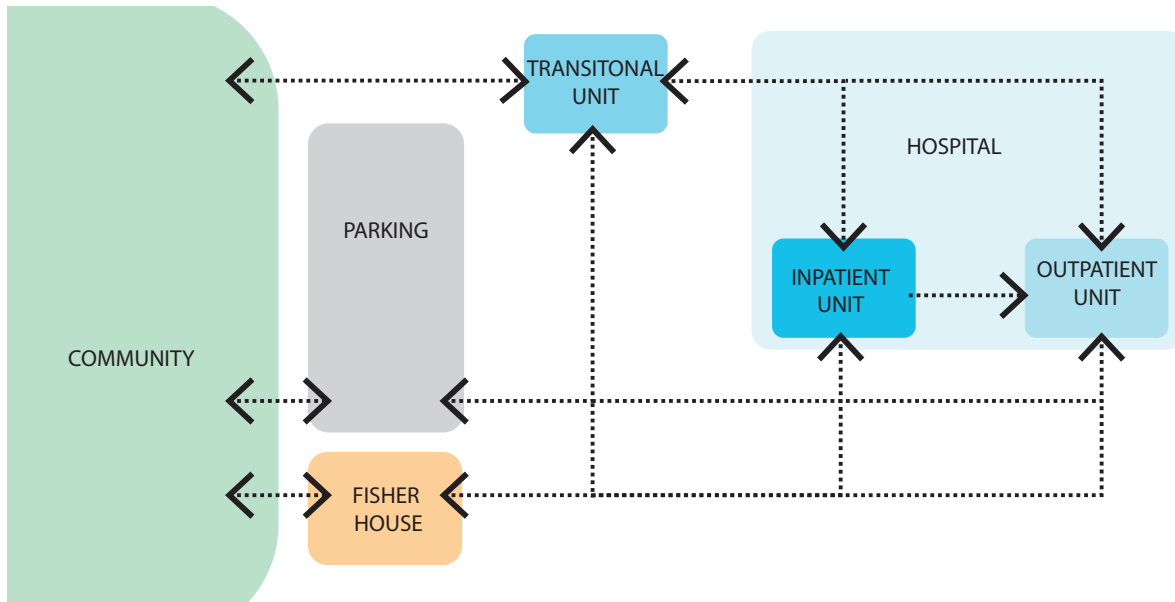 TRANSITONAL
UNIT
HOSPITAL
PARKING
INPATIENT
UNIT
OUTPATIENT
UNIT
COMMUNITY
FISHER
HOUSE